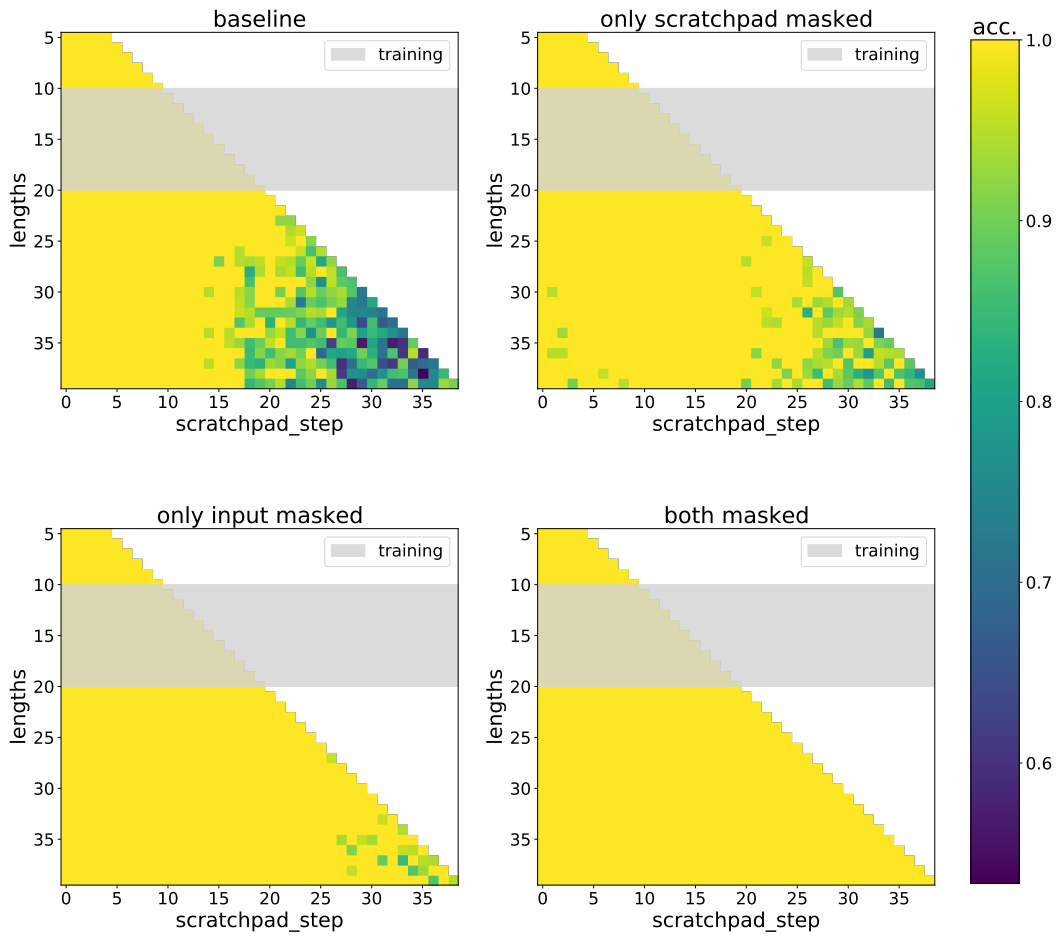 baseline
only scratchpad masked
acc.
training
training
5
10
15
20
25
30
35
lengths
0 5 10 15 20 25 30 35
scratchpad_step
5
10
15
20
25
30
35
lengths
0 5 10 15 20 25 30 35
scratchpad_step
1.0
0.9
0.8
0.7
0.6
only input masked
both masked
training
training
5
10
15
20
25
30
35
lengths
0 5 10 15 20 25 30 35
scratchpad_step
5
10
15
20
25
30
35
lengths
0 5 10 15 20 25 30 35
scratchpad_step